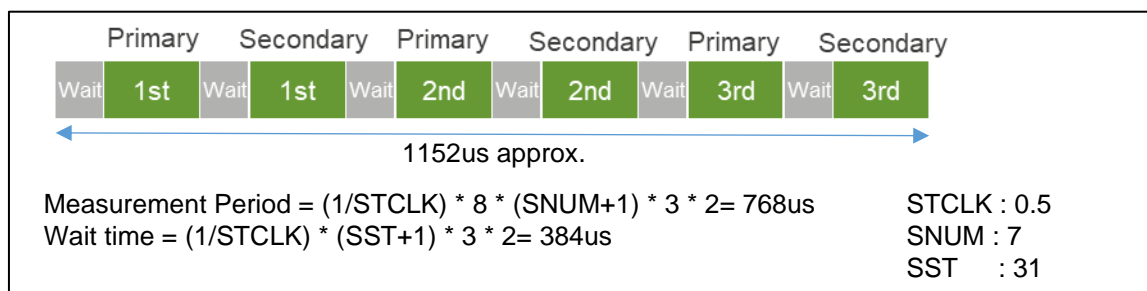 Primary Secondary Primary Secondary Primary Secondary
Wait 1st Wait 1st Wait 2nd Wait 2nd Wait 3rd Wait 3rd
1152us approx.
Measurement Period = (1/STCLK) * 8 * (SNUM+1) * 3 * 2= 768us STCLK : 0.5
Wait time = (1/STCLK) * (SST+1) * 3 * 2= 384us SNUM : 7
SST : 31